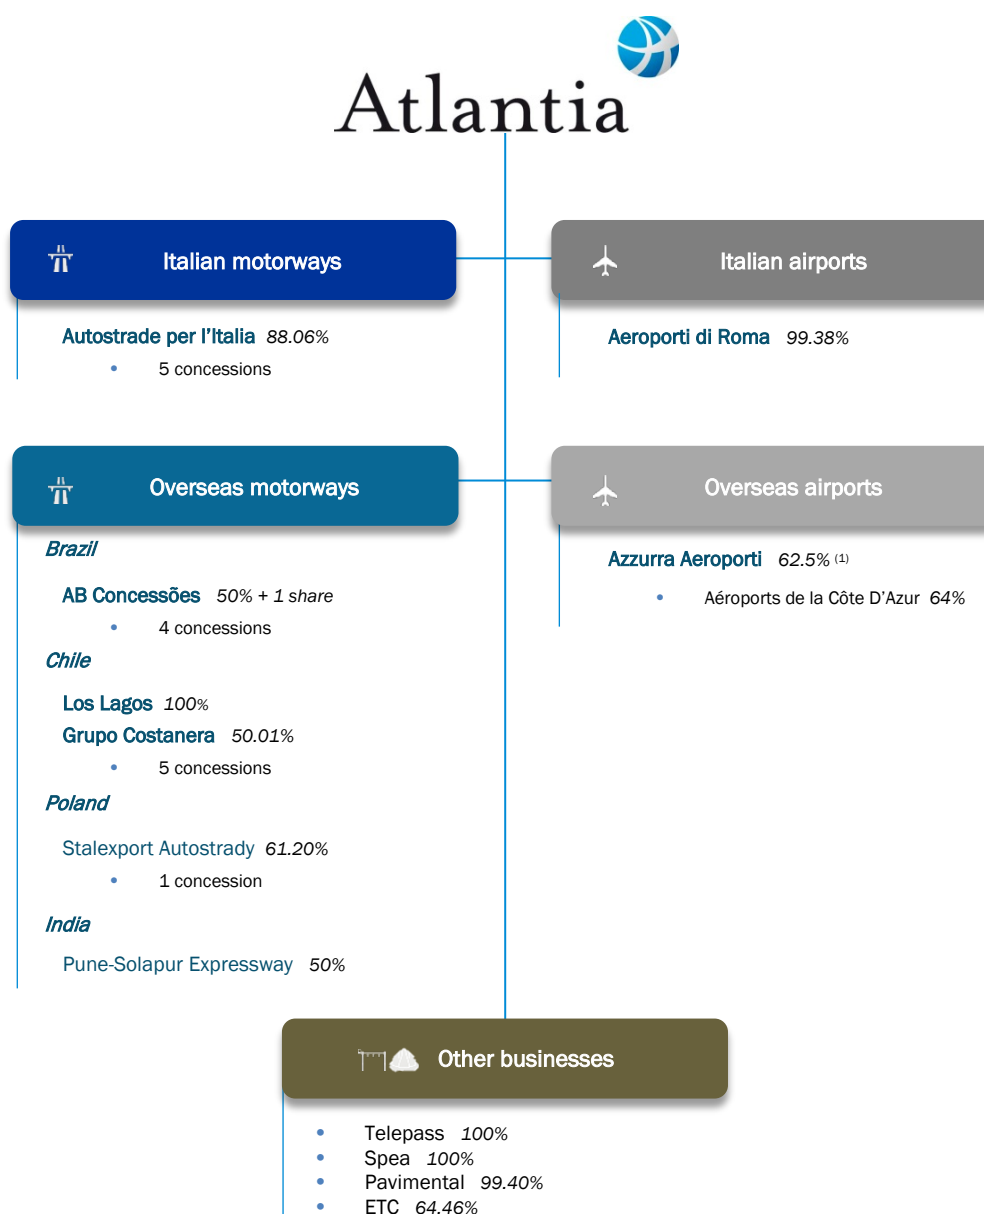 Atlantia
Italian motorways
Autostrade per l'Italia 88.06%
• 5 concessions
Italian airports
Aeroporti di Roma 99.38%
Overseas motorways
Brazil
AB Concessões 50% + 1 share
• 4 concessions
Chile
Los Lagos 100%
Grupo Costanera 50.01%
• 5 concessions
Poland
Stalexport Autostrady 61.20%
• 1 concession
India
Pune-Solapur Expressway 50%
Overseas airports
Azzurra Aeroporti 62.5% (1)
• Aéroports de la Côte D'Azur 64%
Other businesses
• Telepass 100%
• Spea 100%
• Pavimental 99.40%
• ETC 64.46%